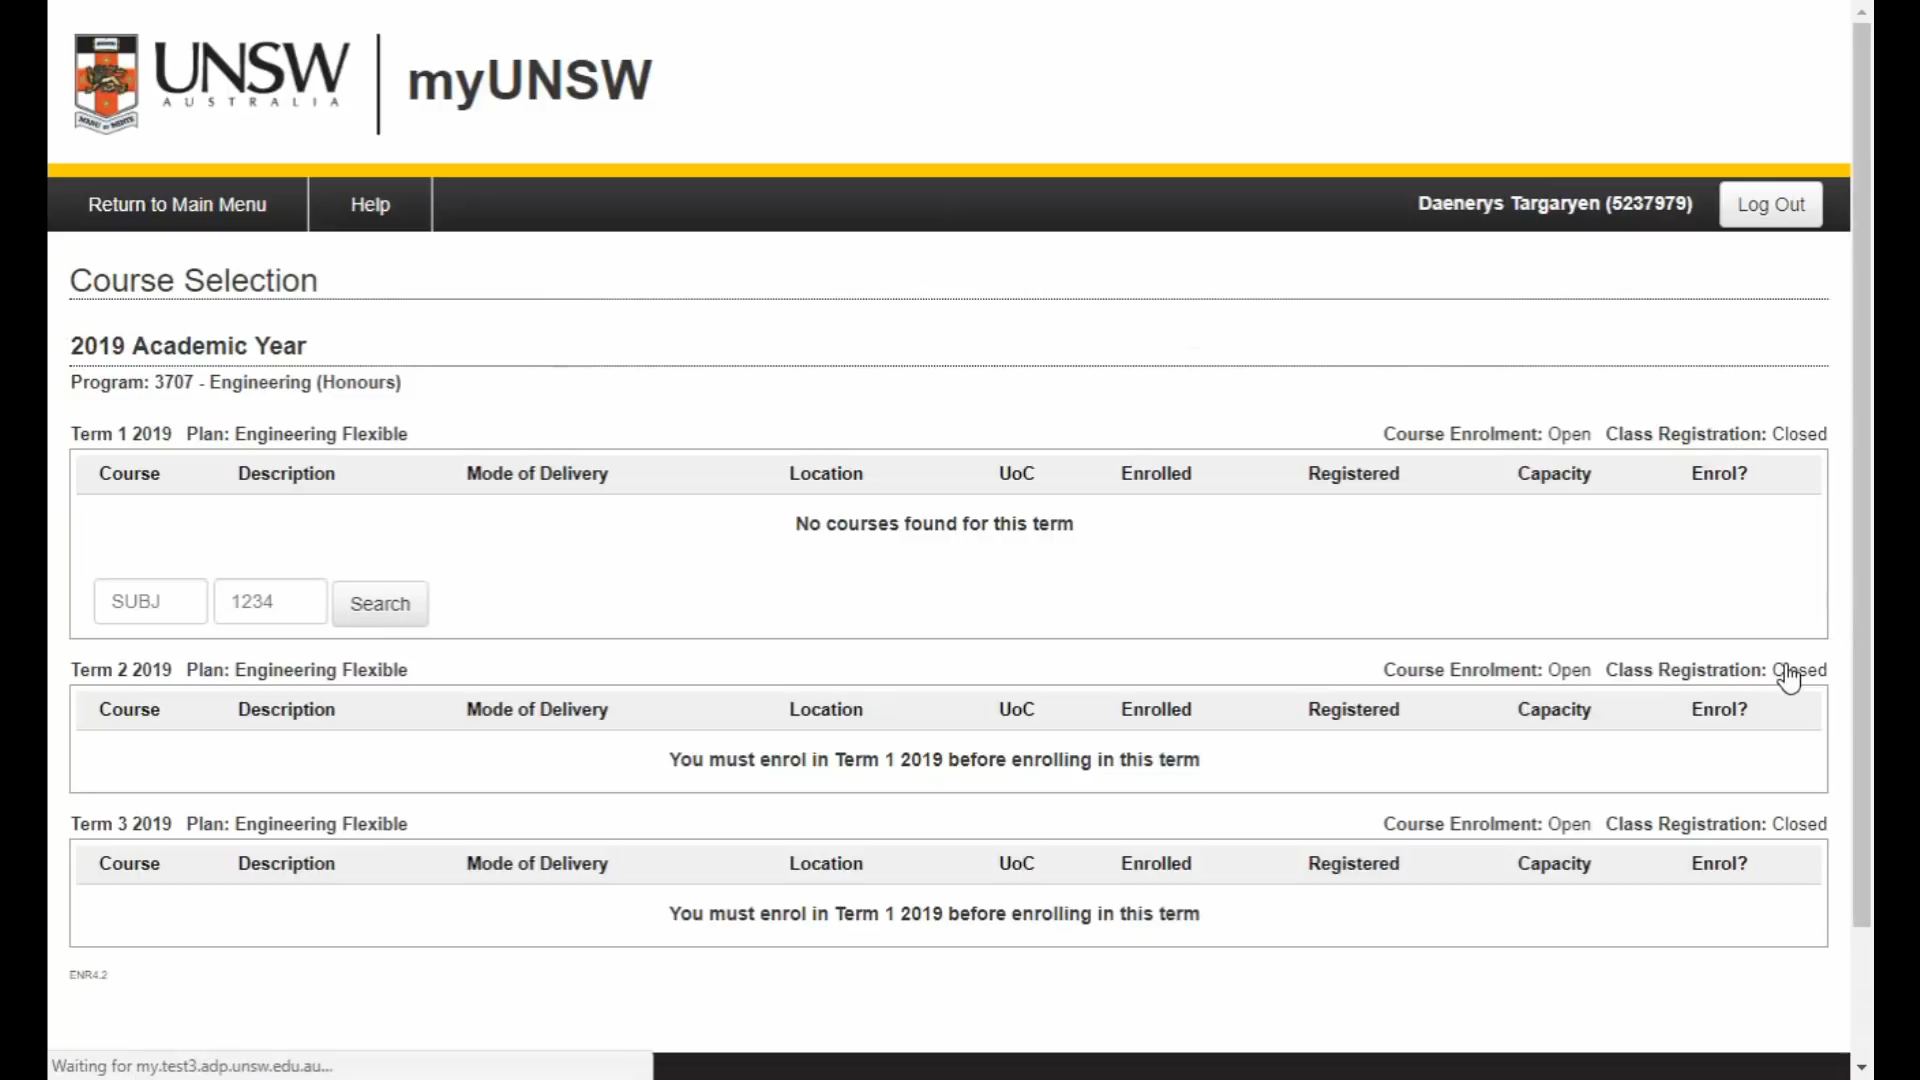 UNSW
AUSTRALIA
myUNSW
Return to Main Menu
Help
Daenerys Targaryen (5237979)
Log Out
Course Selection
2019 Academic Year
Program: 3707 - Engineering (Honours)
Term 1 2019 Plan: Engineering Flexible Course Enrolment: Open Class Registration: Closed
Course Description Mode of Delivery Location UoC Enrolled Registered Capacity Enrol?
No courses found for this term
SUBJ 1234 Search
Term 2 2019 Plan: Engineering Flexible Course Enrolment: Open Class Registration: Closed
Course Description Mode of Delivery Location UoC Enrolled Registered Capacity Enrol?
You must enrol in Term 1 2019 before enrolling in this term
Term 3 2019 Plan: Engineering Flexible Course Enrolment: Open Class Registration: Closed
Course Description Mode of Delivery Location UoC Enrolled Registered Capacity Enrol?
You must enrol in Term 1 2019 before enrolling in this term
ENR4.2
Waiting for my.test3.adp.unsw.edu.au...